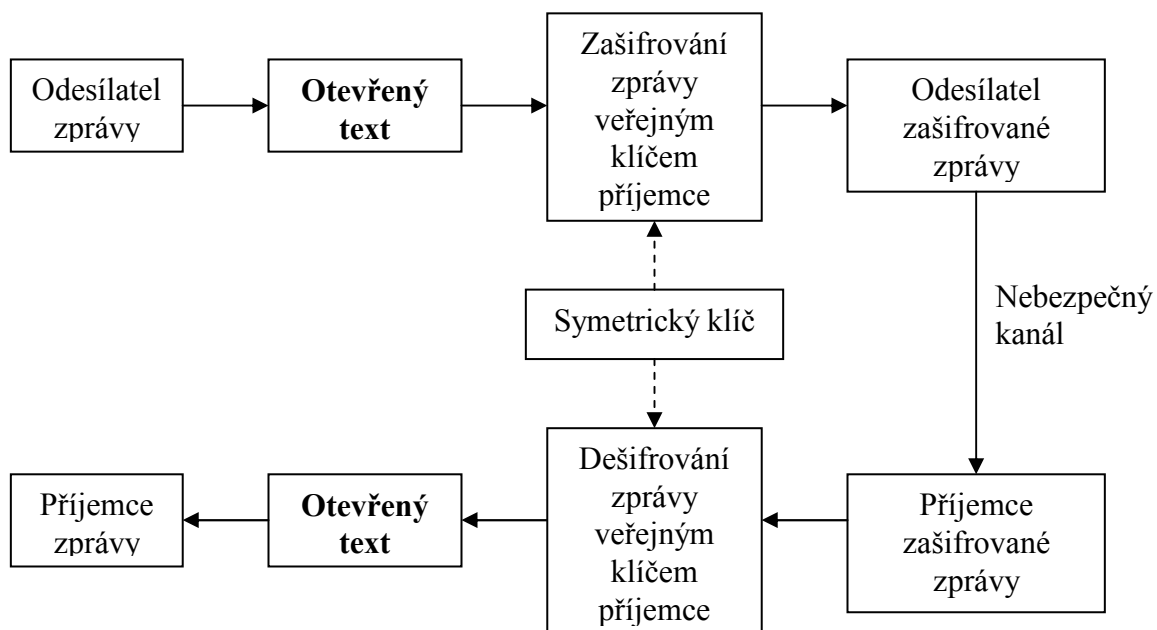 Odesílatel
zprávy
Otevřený
text
Zašifrování
zprávy
veřejným
klíčem
příjemce
Odesílatel
zašifrované
zprávy
Symetrický klíč
Nebezpečný
kanál
Příjemce
zprávy
Otevřený
text
Dešifrování
zprávy
veřejným
klíčem
příjemce
Příjemce
zašifrované
zprávy